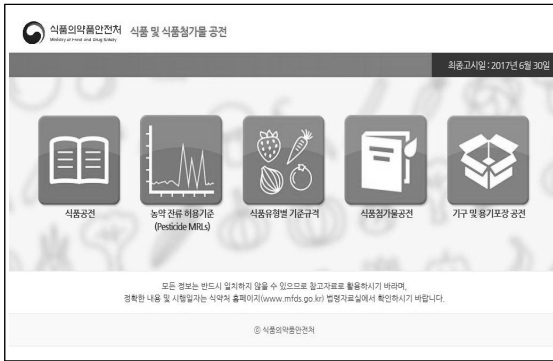 식품의약품안전처 식품 및 식품첨가물 공전
Ministry of Food and Drug Safety
최종고시일 : 2017년 6월 30일
식품공전
농약 잔류 허용기준
(Pesticide MRLs)
식품유형별 기준규격
식품첨가물공전
기구 및 용기포장 공전
모든 정보는 반드시 일치하지 않을 수 있으므로 참고자료로 활용하시기 바라며,
정확한 내용 및 시행일자는 식약처 홈페이지(www.mfds.go.kr) 법령자료실에서 확인하시기 바랍니다.
ⓒ 식품의약품안전처